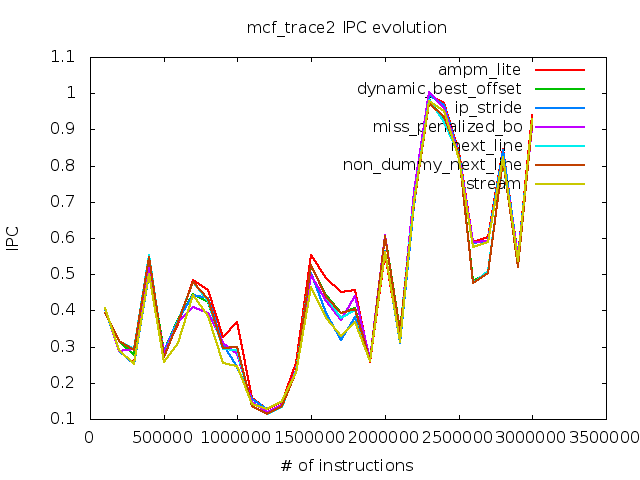 mcf_trace2 IPC evolution
1.1
1
0.9
0.8
0.7
0.6
0.5
0.4
0.3
0.2
0.1
IPC
ampm_lite
dynamic_best_offset
ip_stride
miss_penalized_bo
next_line
non_dummy_next_line
stream
0 500000 1000000 1500000 2000000 2500000 3000000 3500000
# of instructions